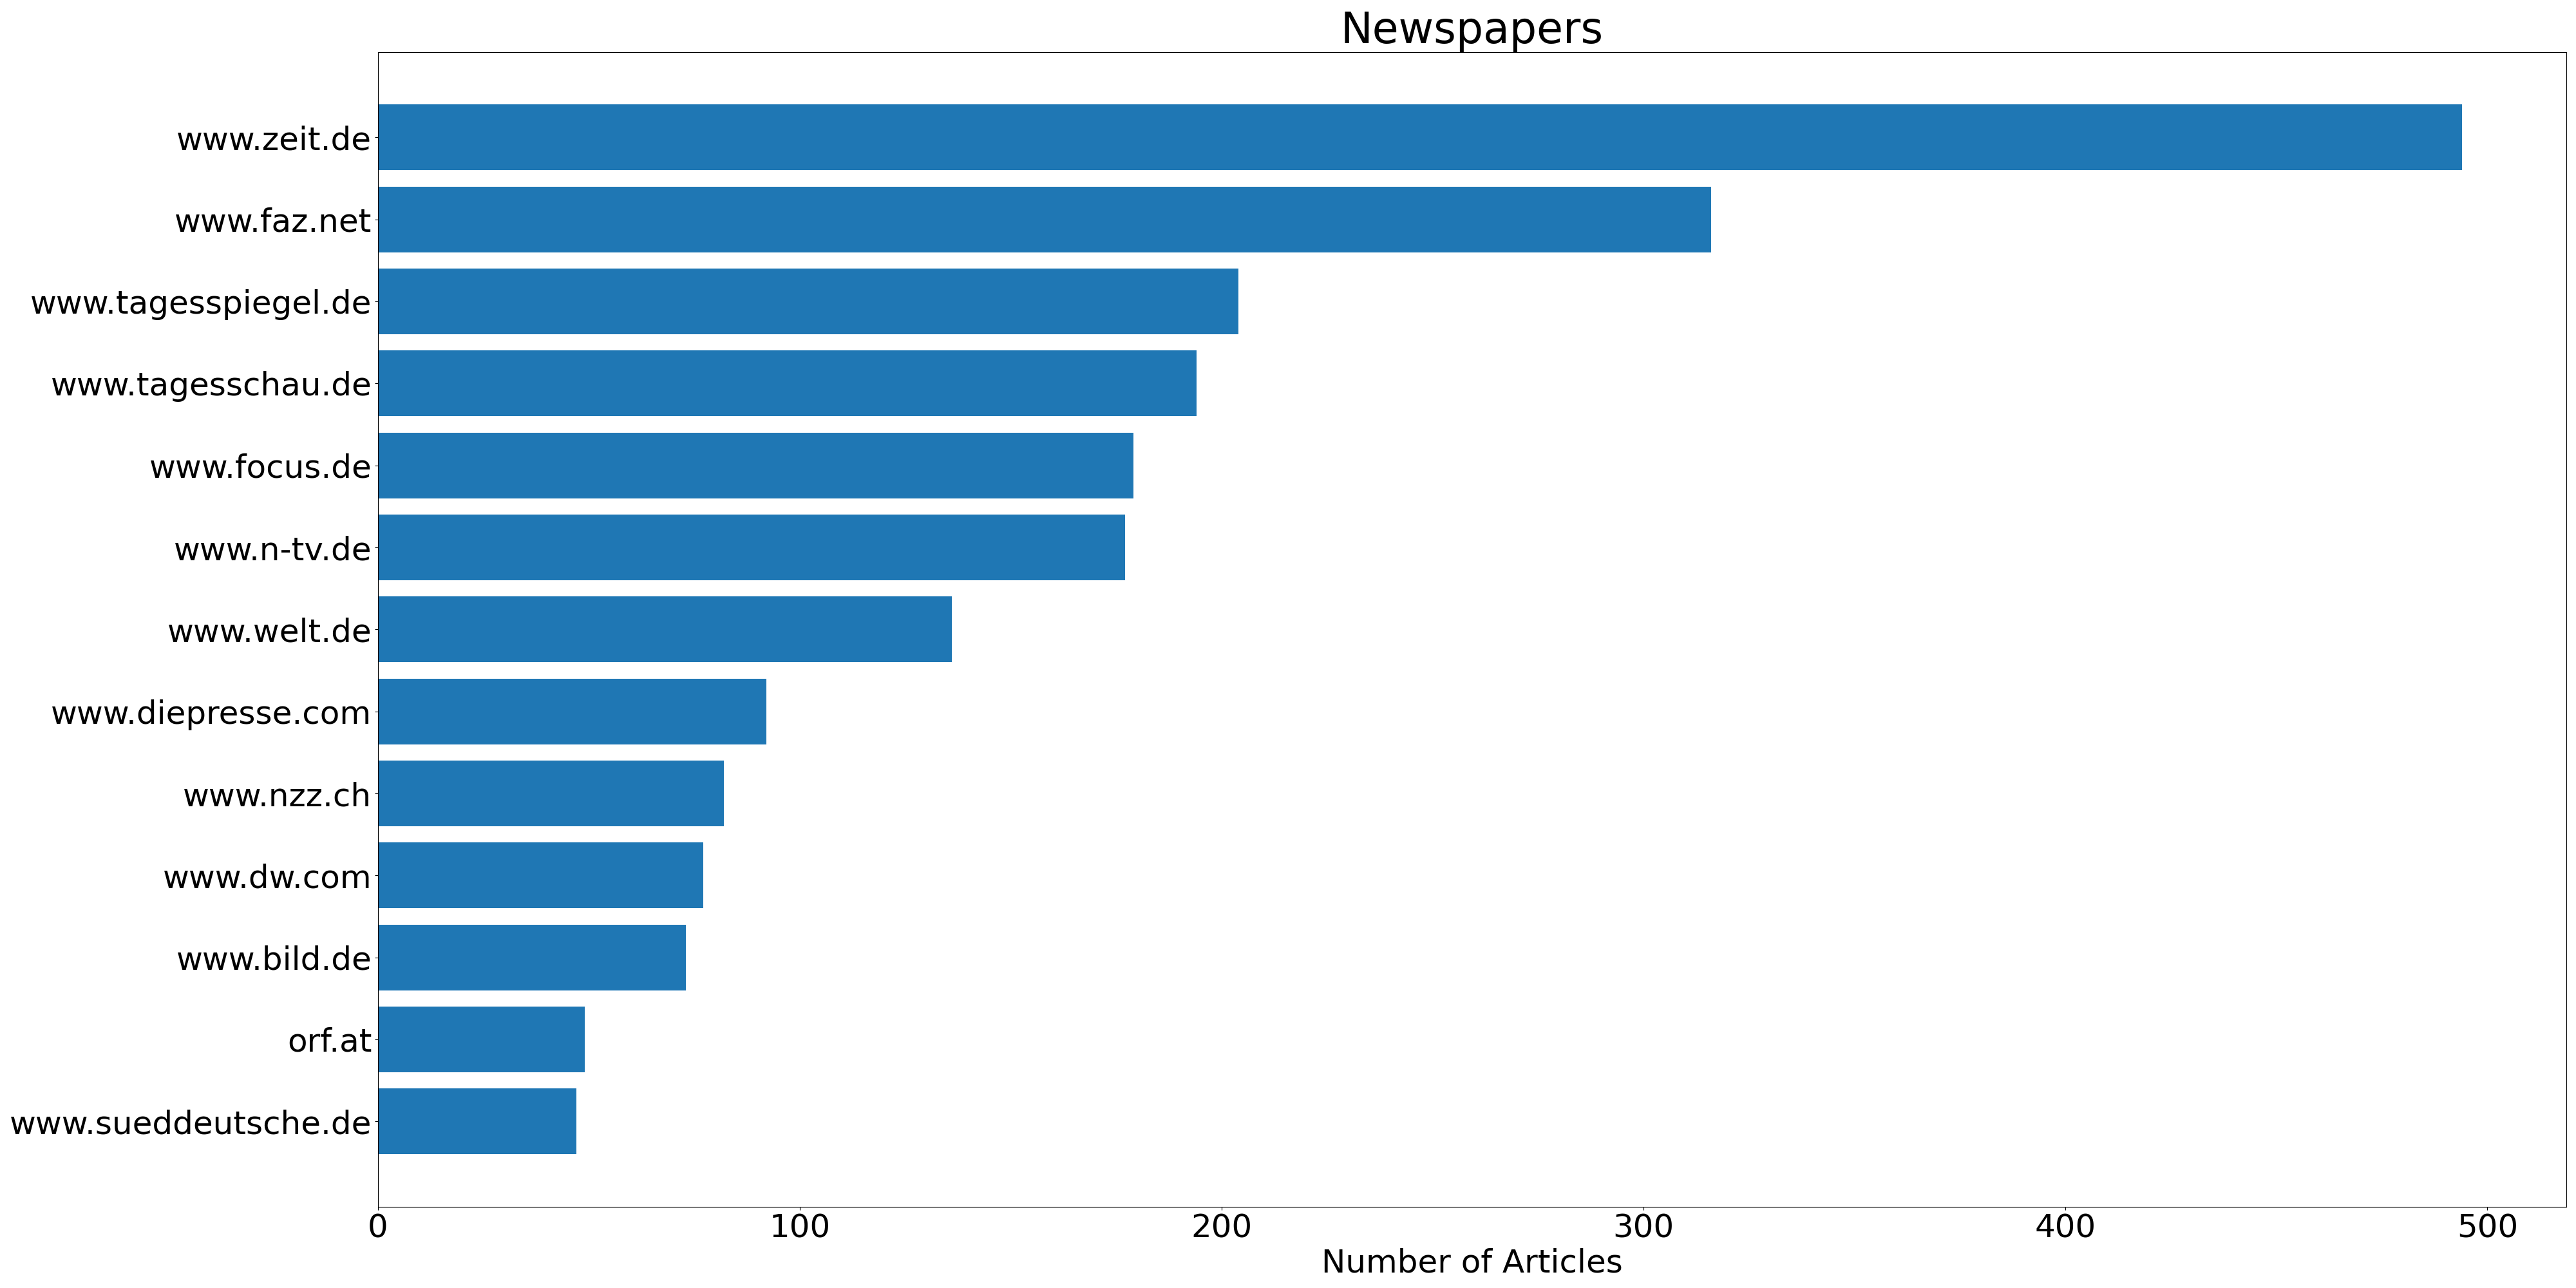 Newspapers
www.zeit.de
www.faz.net
www.tagesspiegel.de
www.tagesschau.de
www.focus.de
www.n-tv.de
www.welt.de
www.diepresse.com
www.nzz.ch
www.dw.com
www.bild.de
orf.at
www.sueddeutsche.de
0 100 200 300 400 500
Number of Articles